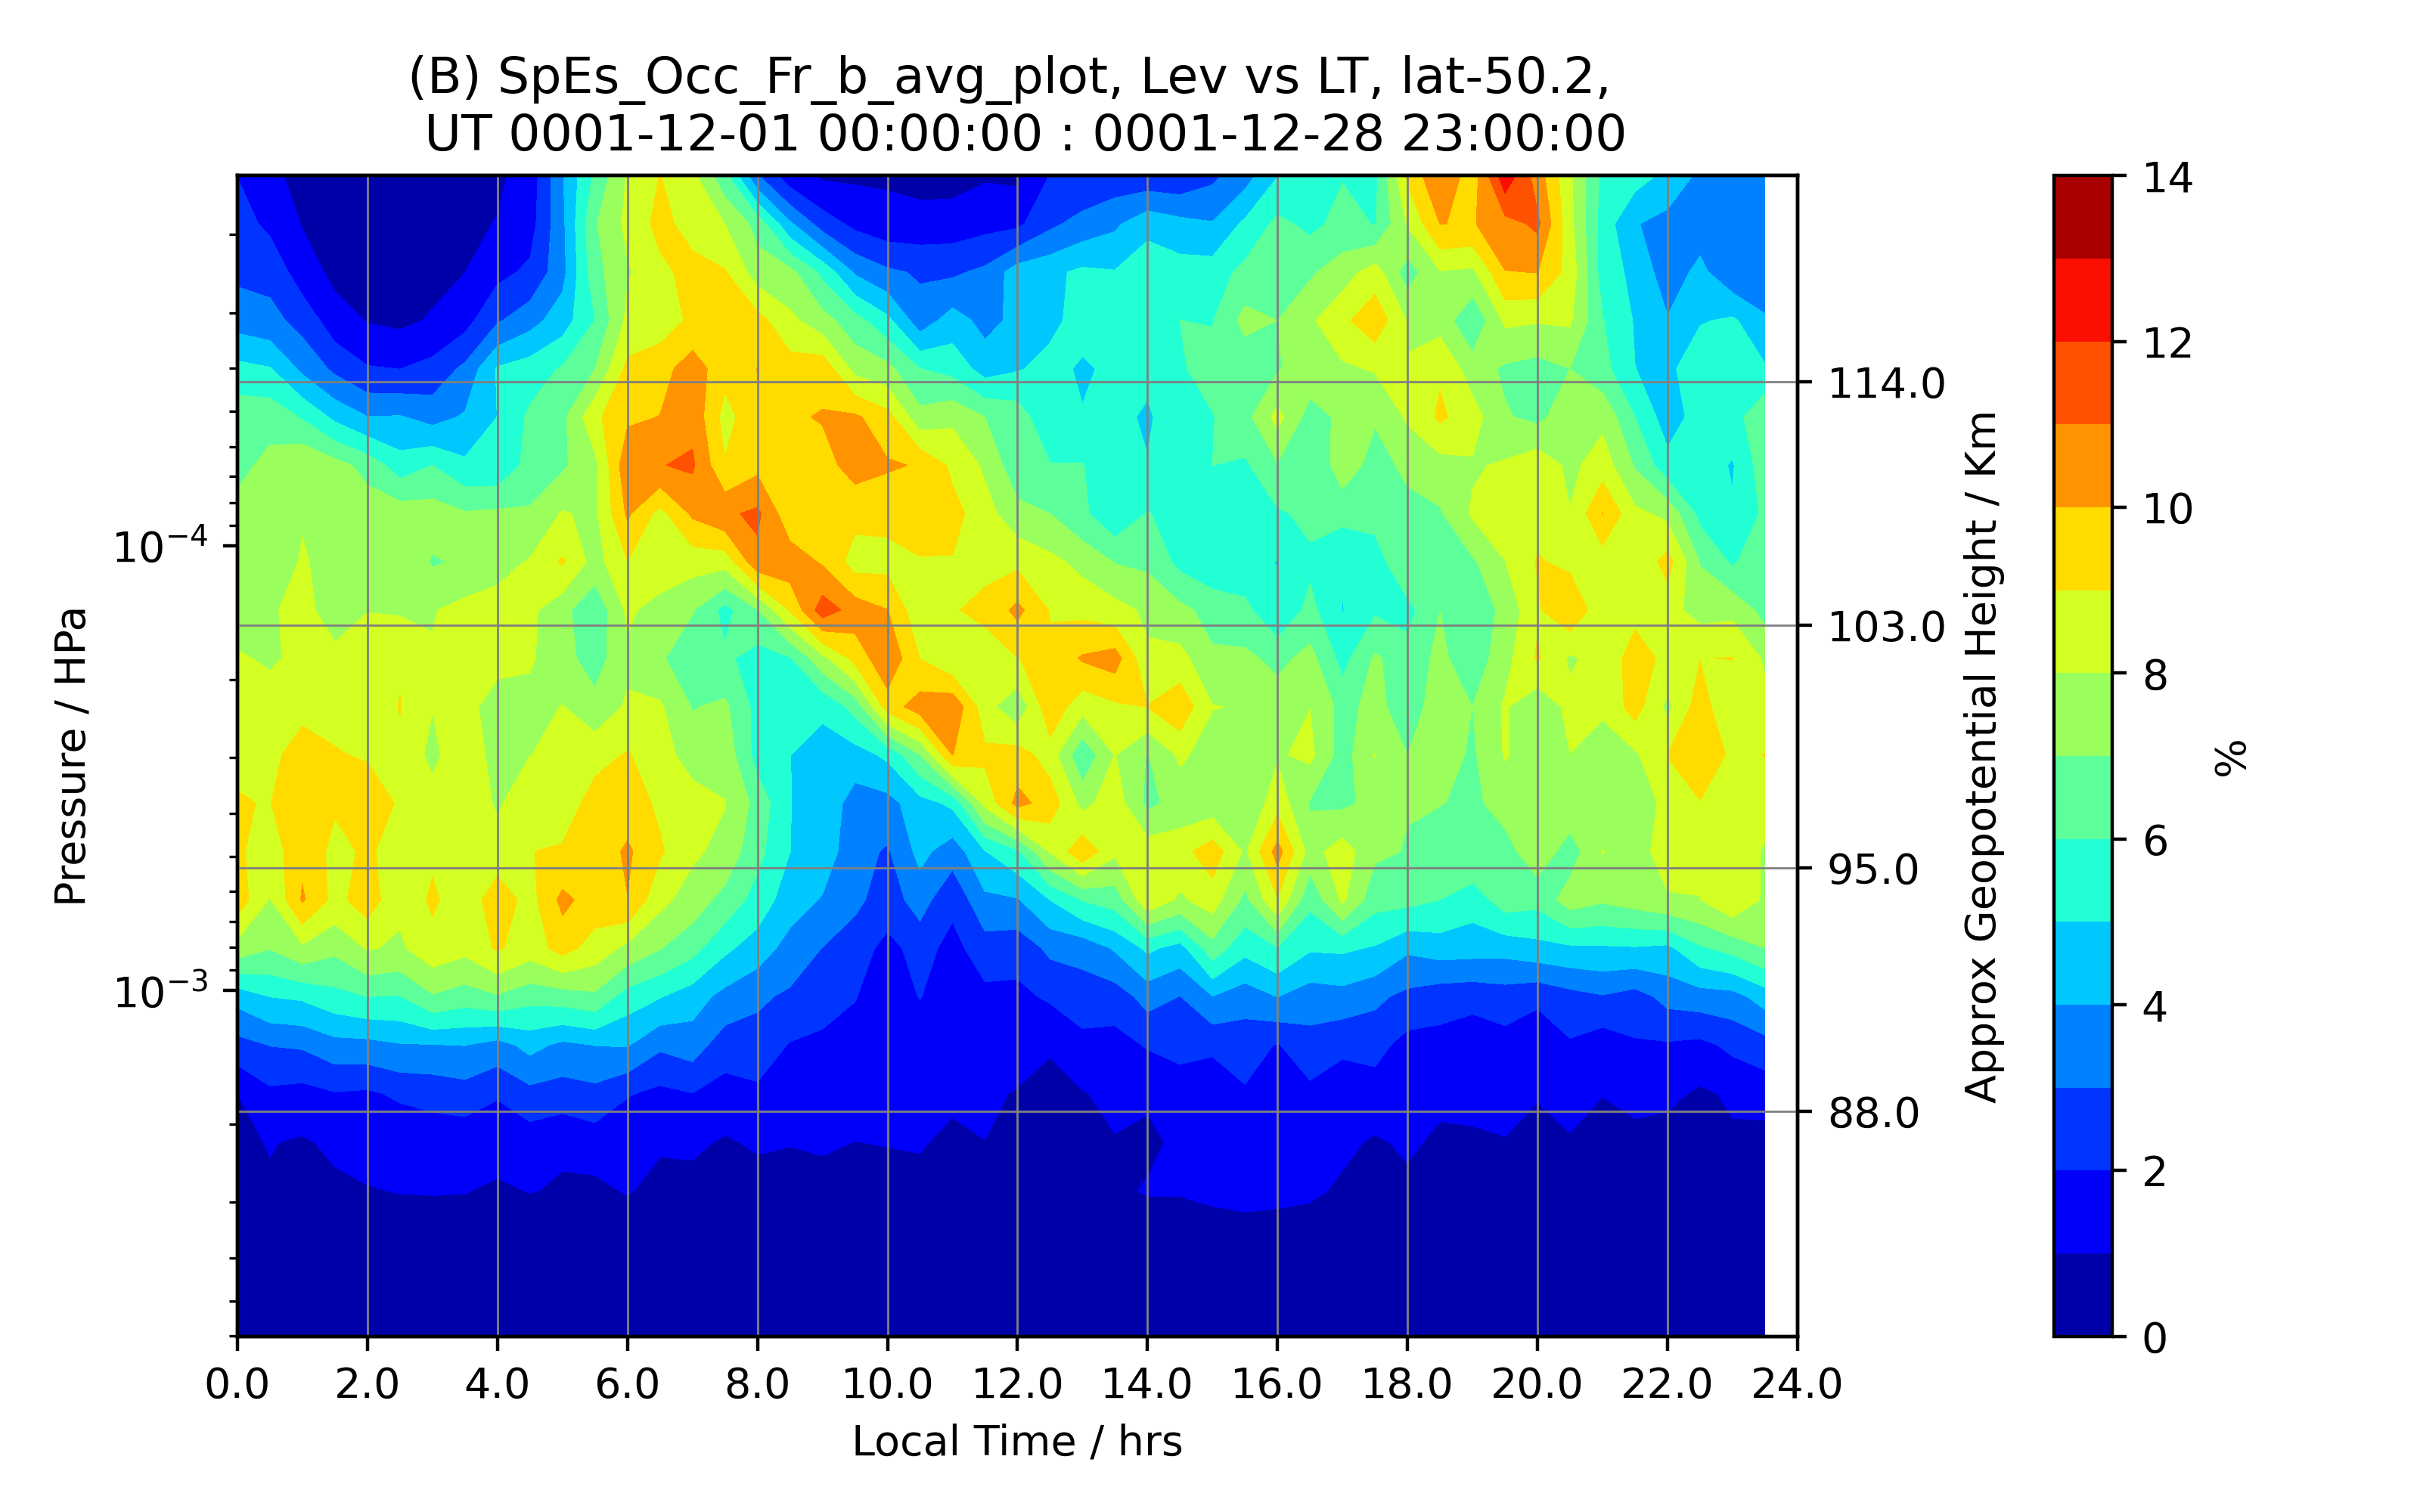 (B) SpEs_Occ_Fr_b_avg_plot, Lev vs LT, lat-50.2,
UT 0001-12-01 00:00:00 : 0001-12-28 23:00:00
Pressure / HPa
10⁻⁴
10⁻³
0.0 2.0 4.0 6.0 8.0 10.0 12.0 14.0 16.0 18.0 20.0 22.0 24.0
Local Time / hrs
114.0
103.0
95.0
88.0
Approx Geopotential Height / Km
14
12
10
8
6
4
2
0
%